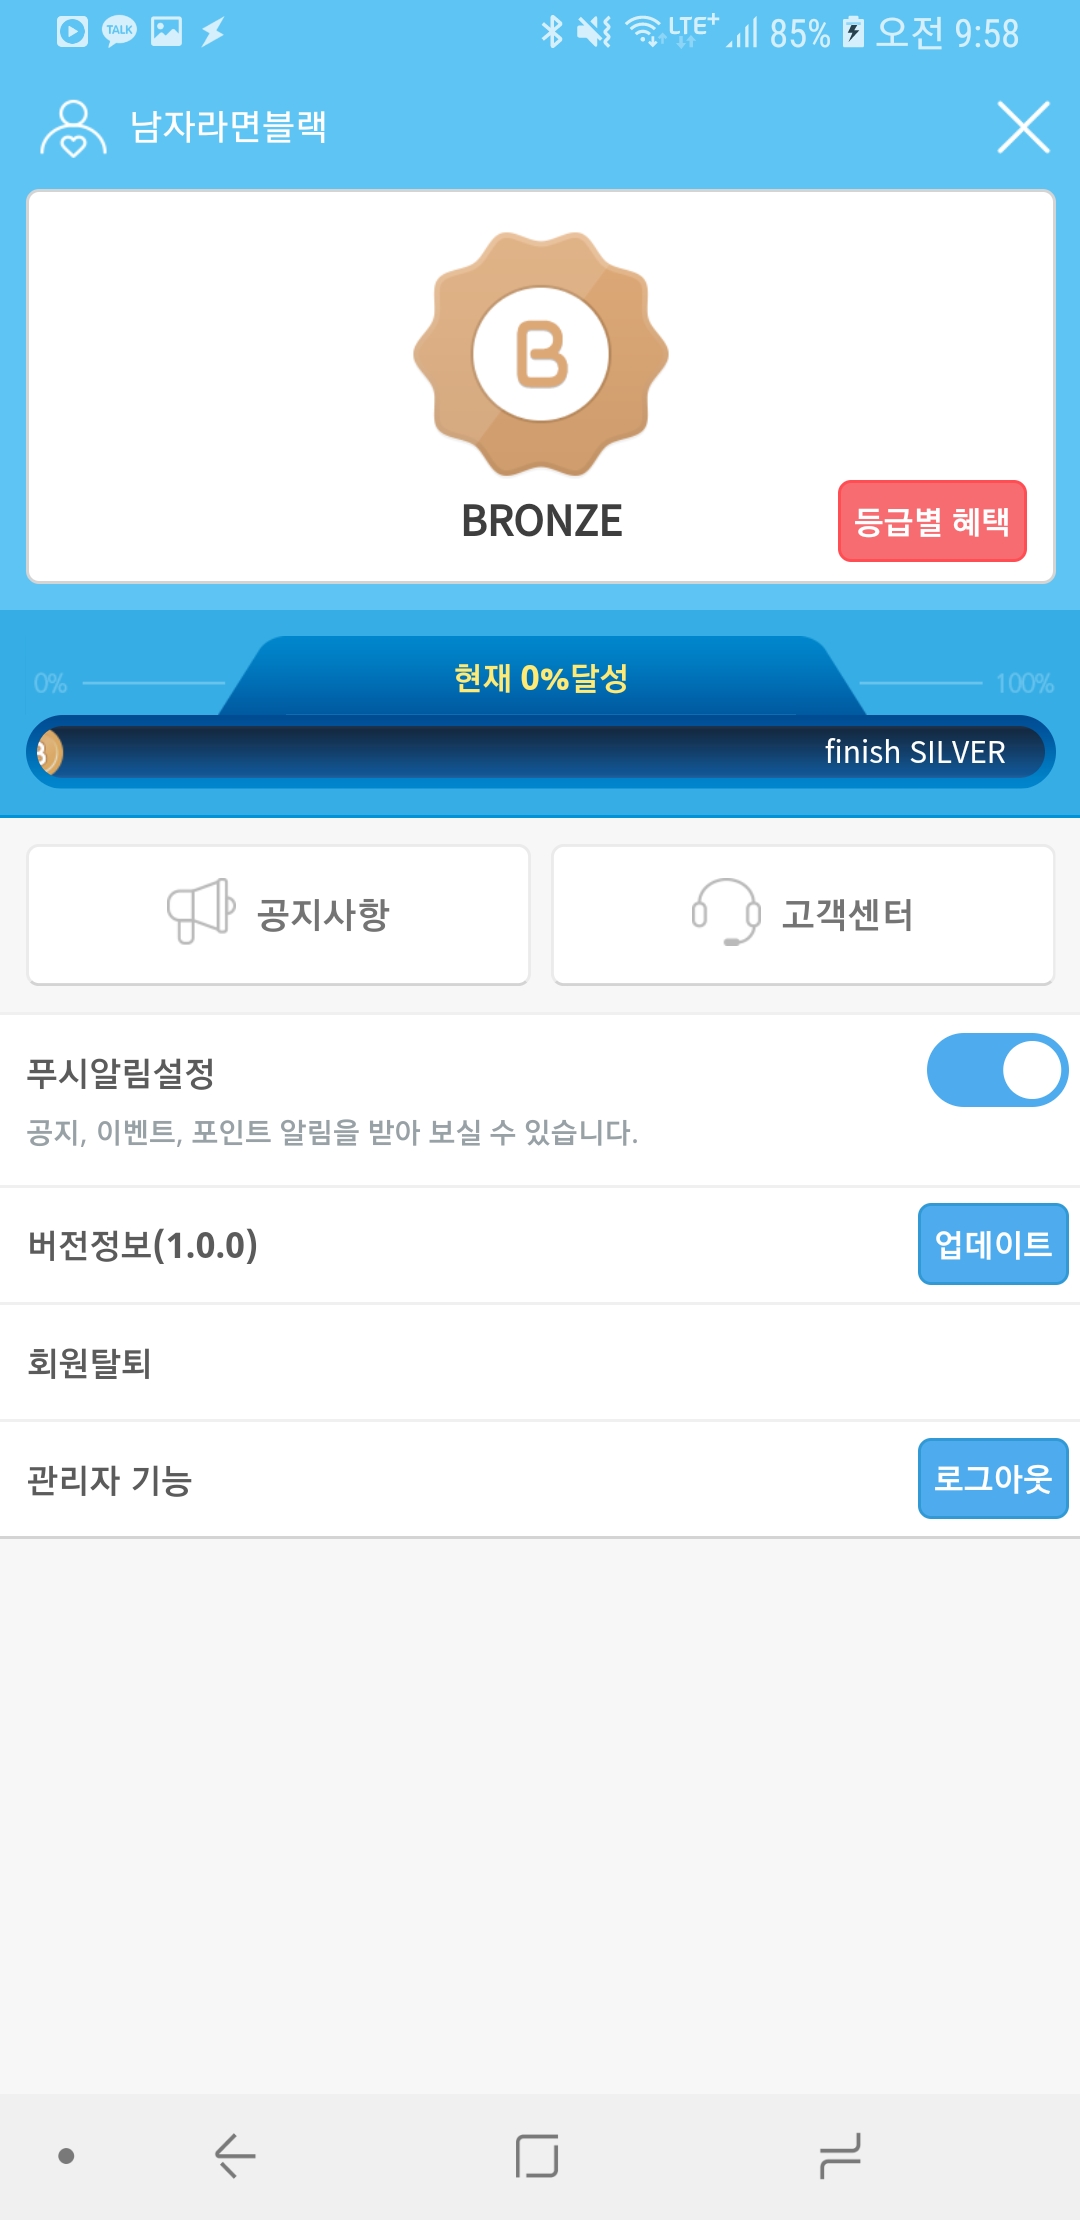 TALK LTE+ 85% 오전 9:58
남자라면블랙
B
BRONZE
등급별 혜택
0% 현재 0%달성 100%
B finish SILVER
공지사항 고객센터
푸시알림설정
공지, 이벤트, 포인트 알림을 받아 보실 수 있습니다.
버전정보(1.0.0) 업데이트
회원탈퇴
관리자 기능 로그아웃